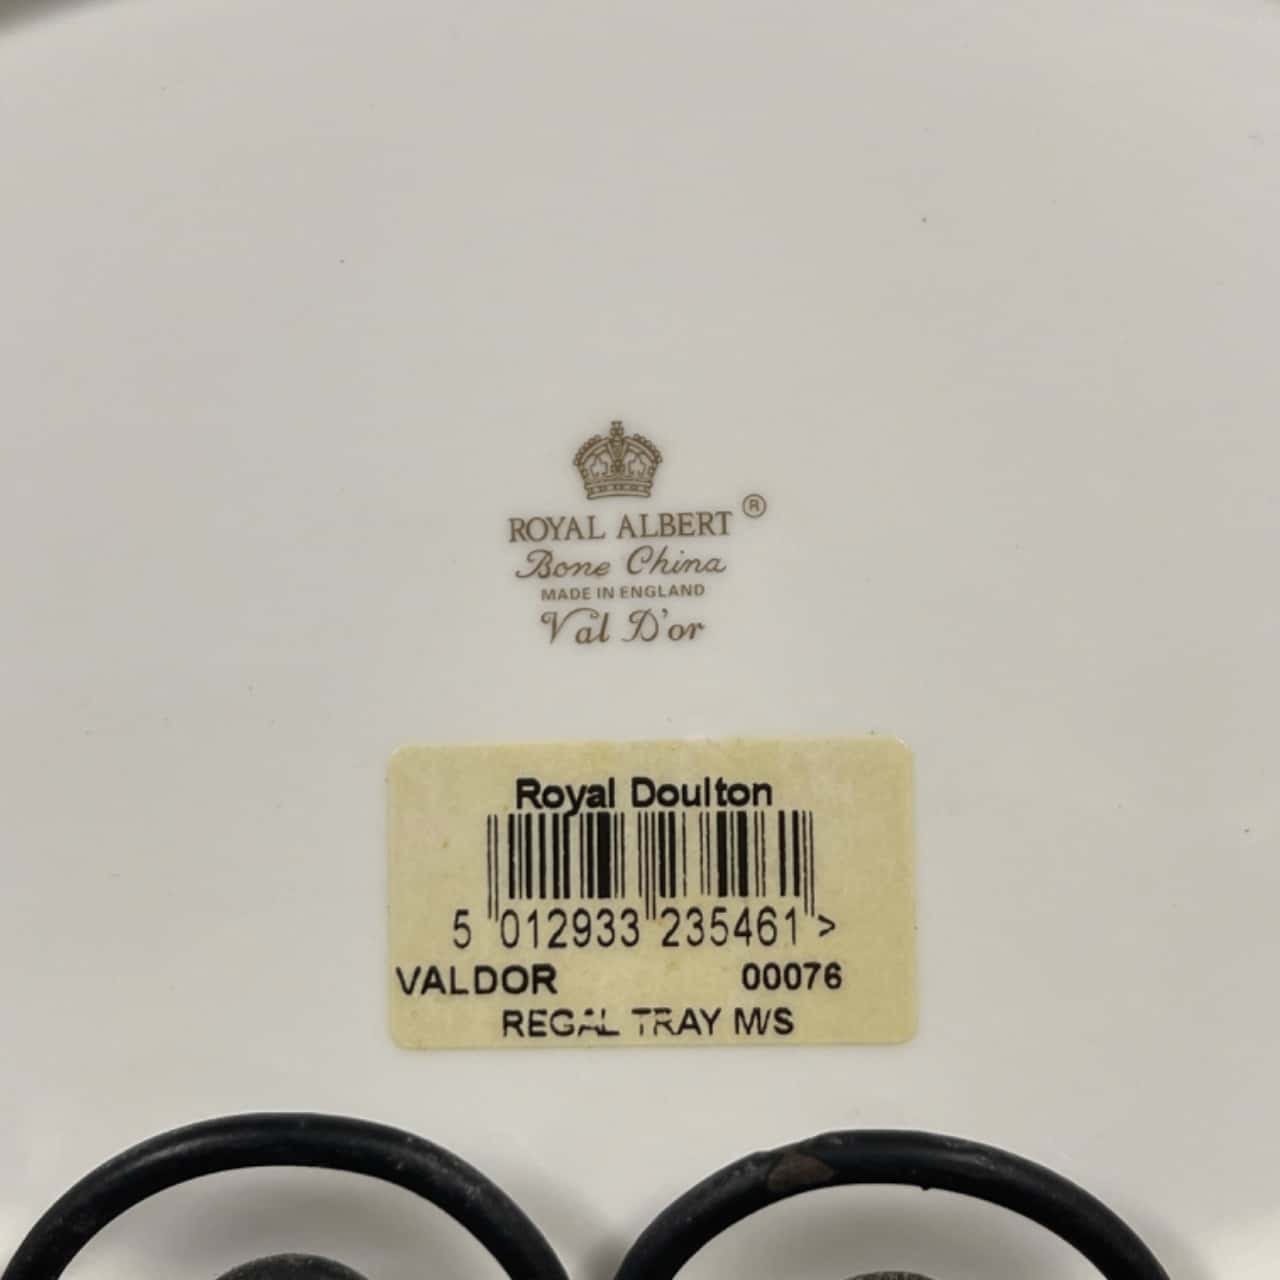 ROYAL ALBERT ®
Bone China
MADE IN ENGLAND
Val D'or
Royal Doulton
5 012933 235461 >
VALDOR 00076
REGAL TRAY M/S